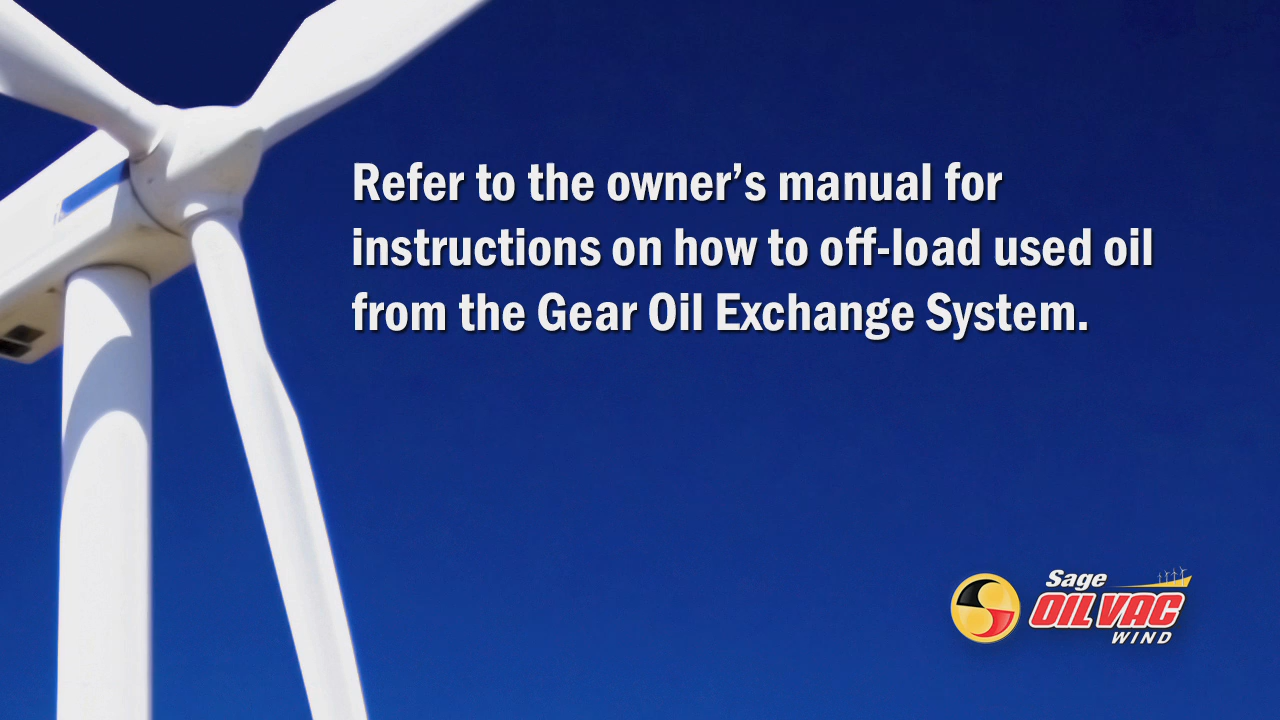 Refer to the owner’s manual for
instructions on how to off-load used oil
from the Gear Oil Exchange System.
Sage
OIL VAC
WIND